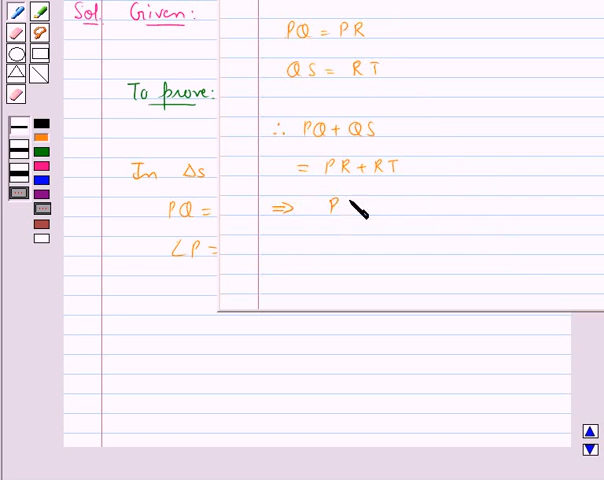 Sol. Given:
To prove:
In Δs
PQ =
∠P =
PQ = PR
QS = RT
∴ PQ + QS
= PR + RT
⇒ P